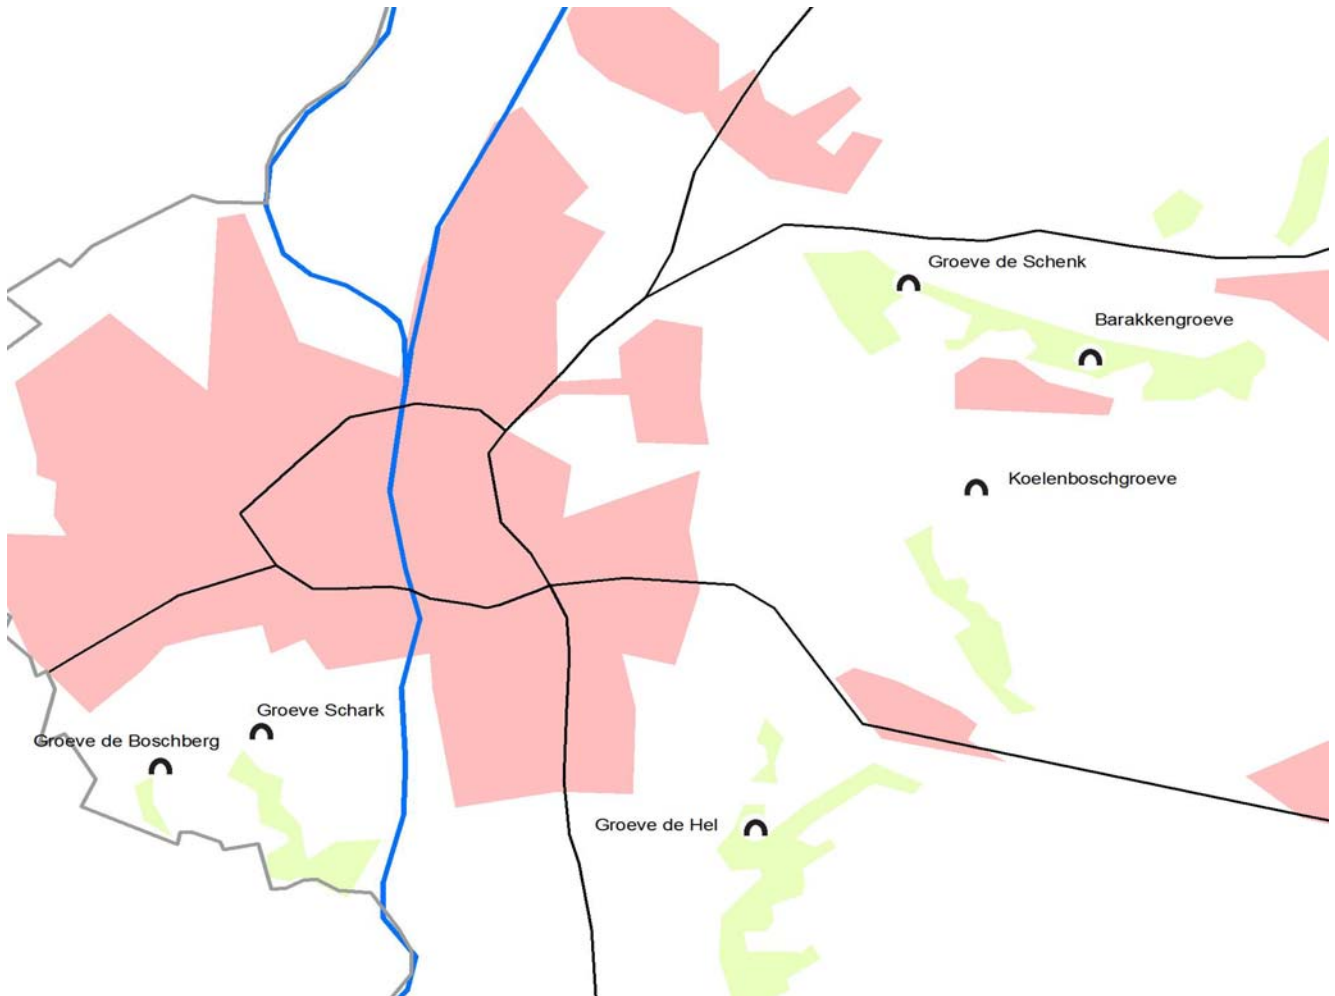 Groeve de Schenk
Barakkengroeve
Koelenboschgroeve
Groeve Schark
Groeve de Boschberg
Groeve de Hel